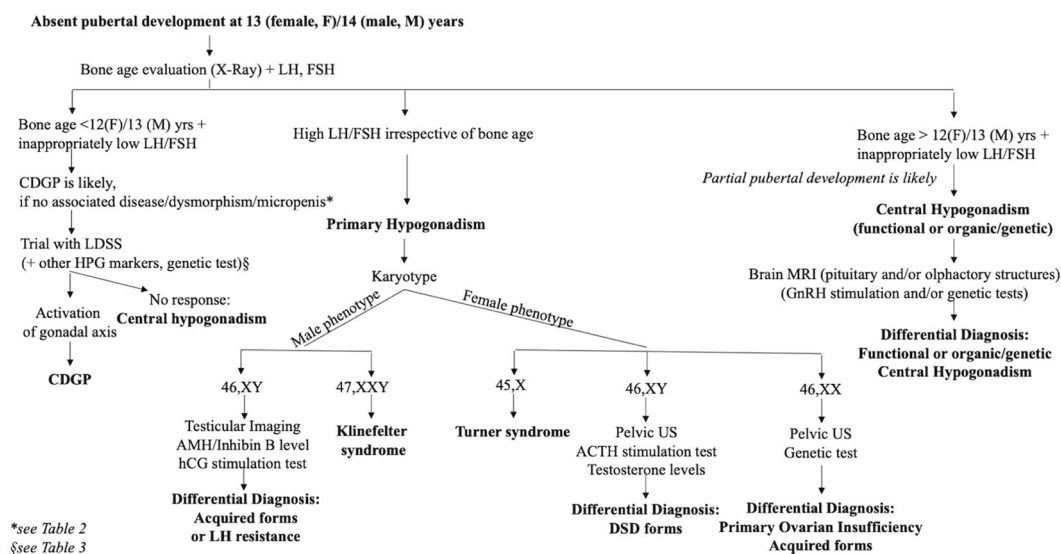 Absent pubertal development at 13 (female, F)/14 (male, M) years
Bone age evaluation (X-Ray) + LH, FSH
Bone age <12(F)/13 (M) yrs +
inappropriately low LH/FSH
CDGP is likely,
if no associated disease/dysmorphism/micropenis*
Trial with LDSS
(+ other HPG markers, genetic test)§
Activation
of gonadal axis
CDGP
No response:
Central hypogonadism
High LH/FSH irrespective of bone age
Primary Hypogonadism
Karyotype
Male phenotype
Female phenotype
46,XY
Testicular Imaging
AMH/Inhibin B level
hCG stimulation test
Differential Diagnosis:
Acquired forms
or LH resistance
47,XXY
Klinefelter
syndrome
45,X
Turner syndrome
46,XY
Pelvic US
ACTH stimulation test
Testosterone levels
Differential Diagnosis:
DSD forms
46,XX
Pelvic US
Genetic test
Differential Diagnosis:
Primary Ovarian Insufficiency
Acquired forms
Bone age > 12(F)/13 (M) yrs +
inappropriately low LH/FSH
Partial pubertal development is likely
Central Hypogonadism
(functional or organic/genetic)
Brain MRI (pituitary and/or olphactory structures)
(GnRH stimulation and/or genetic tests)
Differential Diagnosis:
Functional or organic/genetic
Central Hypogonadism
*see Table 2
§see Table 3